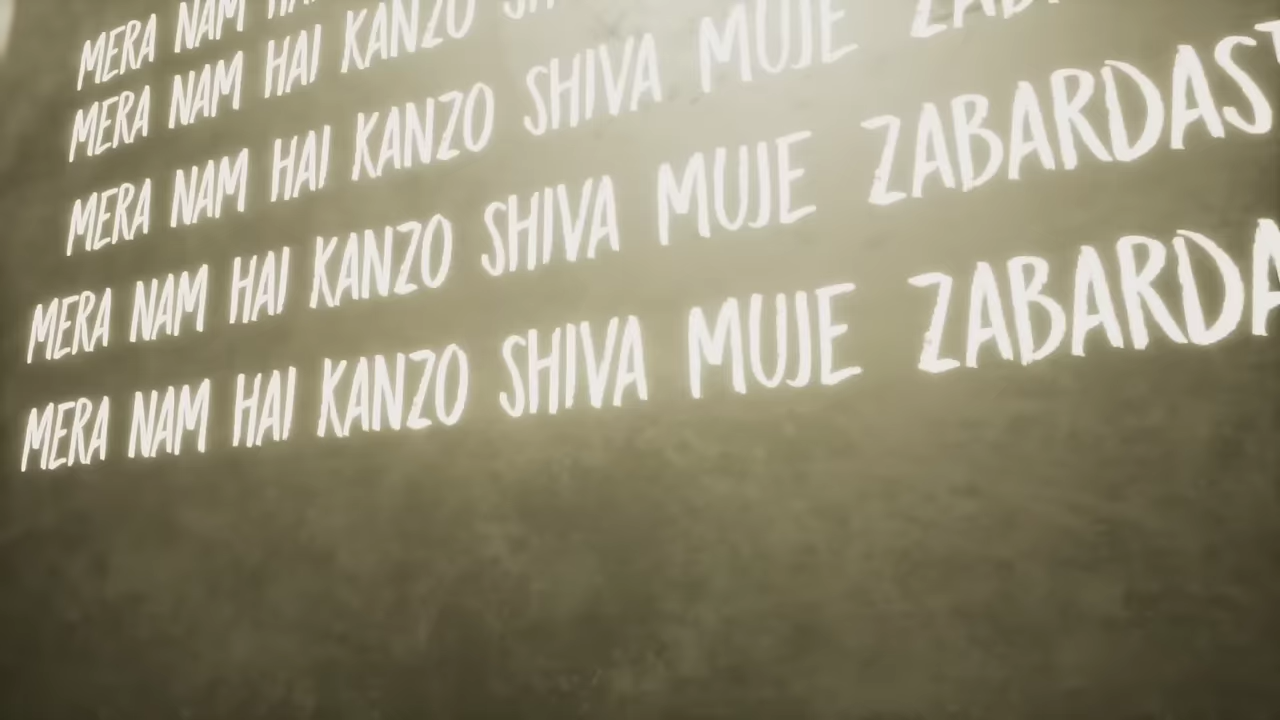 MERA NAM
MERA NAM HAI KANZO
MERA NAM HAI KANZO SHIVA MUJE
MERA NAM HAI KANZO SHIVA MUJE ZABARDAST
MERA NAM HAI KANZO SHIVA MUJE